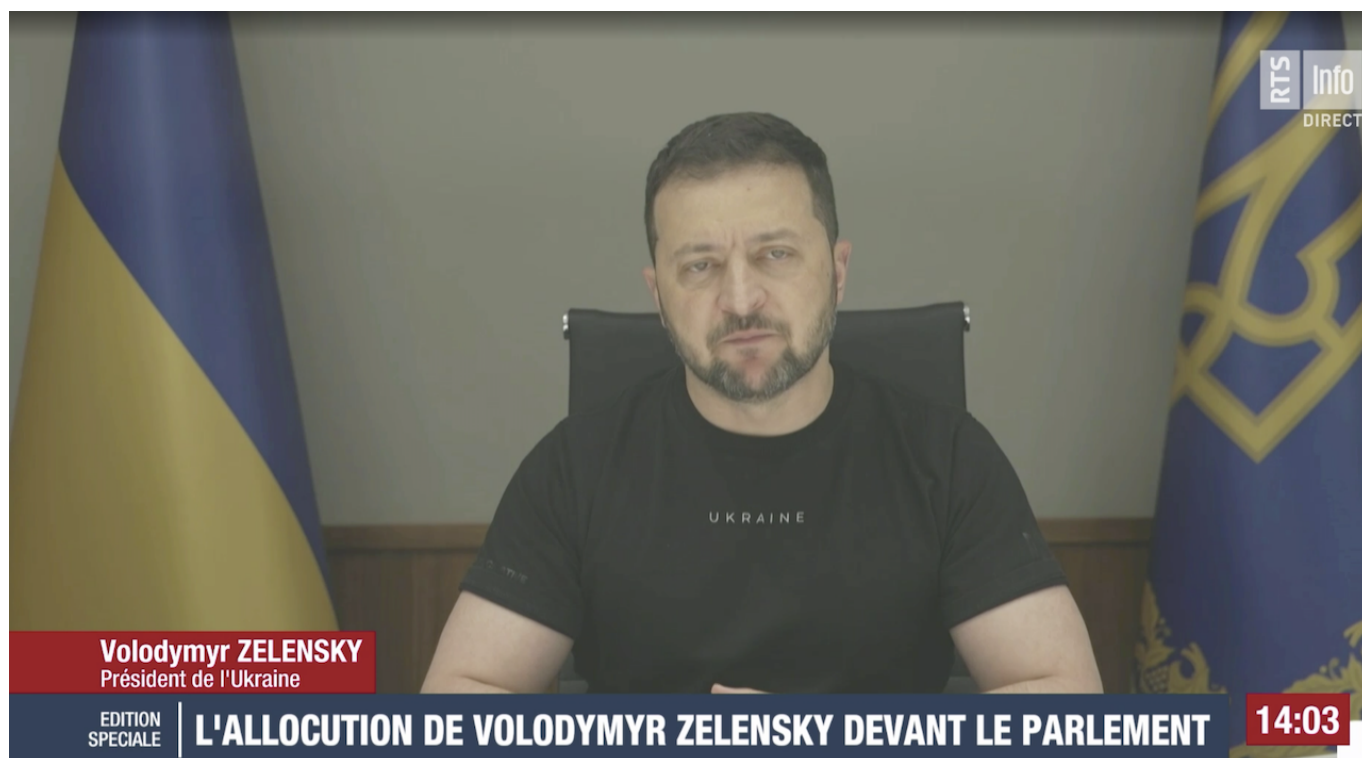 RTS Info
DIRECT
UKRAINE
Volodymyr ZELENSKY
Président de l'Ukraine
EDITION
SPECIALE
L'ALLOCUTION DE VOLODYMYR ZELENSKY DEVANT LE PARLEMENT
14:03